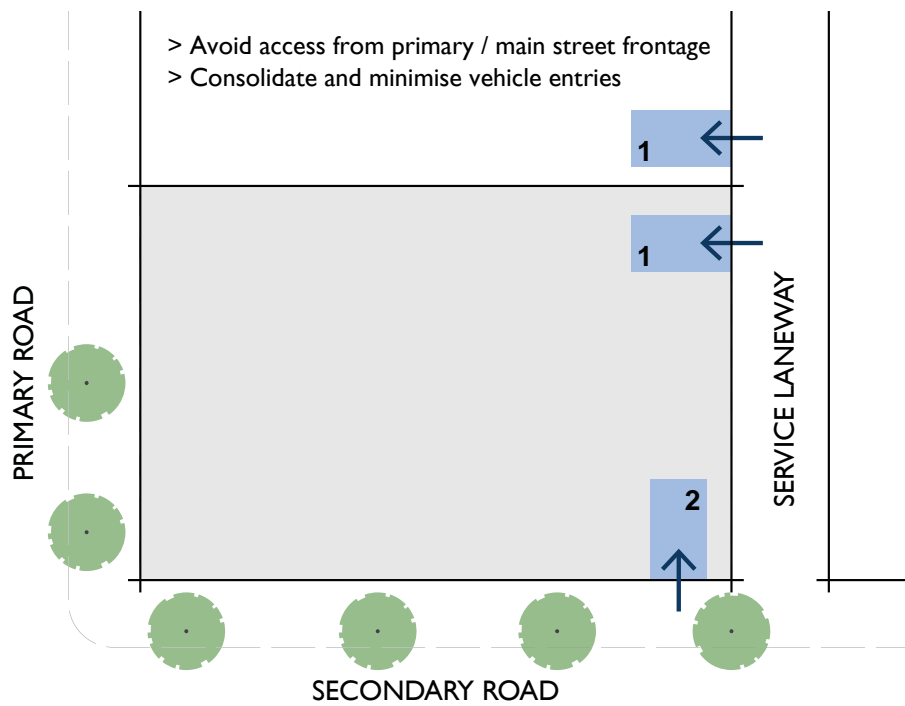 > Avoid access from primary / main street frontage
> Consolidate and minimise vehicle entries
1
1
PRIMARY ROAD
SERVICE LANEWAY
2
SECONDARY ROAD